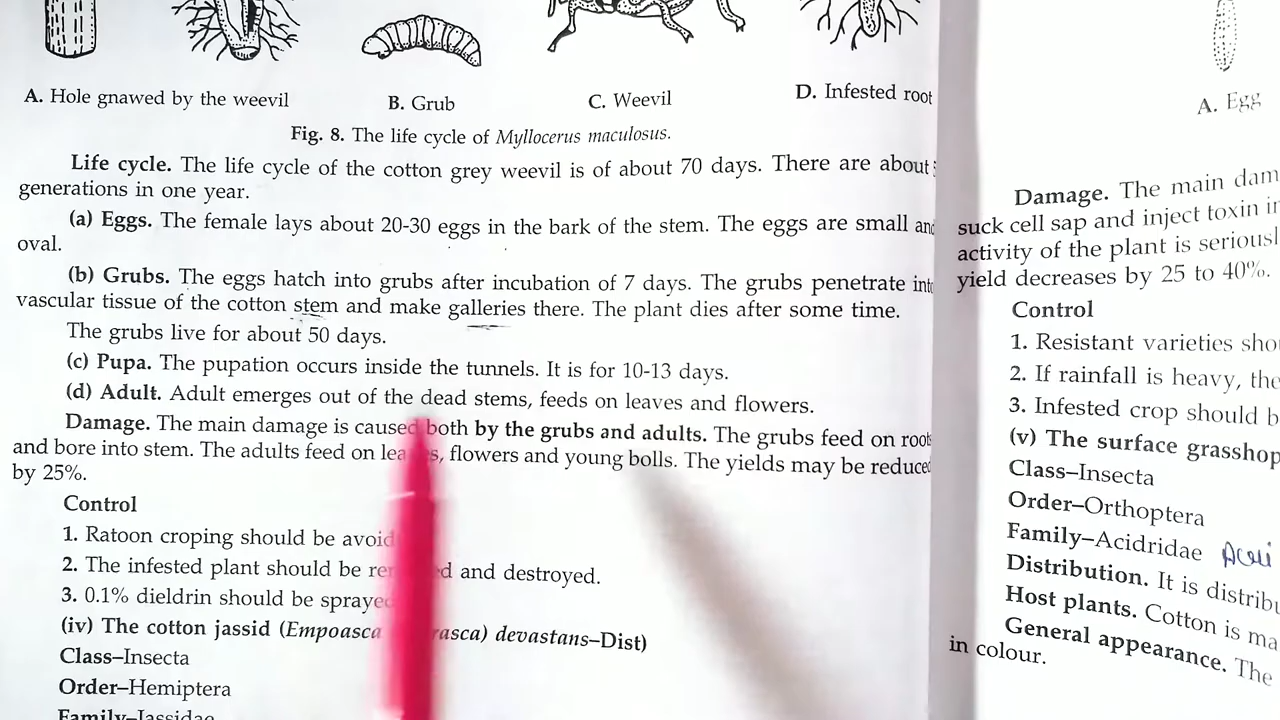 A. Hole gnawed by the weevil
B. Grub
C. Weevil
D. Infested root
Fig. 8. The life cycle of Myllocerus maculosus.
Life cycle. The life cycle of the cotton grey weevil is of about 70 days. There are about
generations in one year.
(a) Eggs. The female lays about 20-30 eggs in the bark of the stem. The eggs are small and
oval.
(b) Grubs. The eggs hatch into grubs after incubation of 7 days. The grubs penetrate into
vascular tissue of the cotton stem and make galleries there. The plant dies after some time.
The grubs live for about 50 days.
(c) Pupa. The pupation occurs inside the tunnels. It is for 10-13 days.
(d) Adult. Adult emerges out of the dead stems, feeds on leaves and flowers.
Damage. The main damage is caused both by the grubs and adults. The grubs feed on root
and bore into stem. The adults feed on flowers and young bolls. The yields may be reduced
by 25%.
Control
1. Ratoon croping should be avoid
2. The infested plant should be and destroyed.
3. 0.1% dieldrin should be sprayed
(iv) The cotton jassid (Empoasca devastans–Dist)
Class–Insecta
Order–Hemiptera
Family–Jassidae
A. Egg
Damage. The main dam
suck cell sap and inject toxin in
activity of the plant is seriousl
yield decreases by 25 to 40%.
Control
1. Resistant varieties sho
2. If rainfall is heavy, the
3. Infested crop should b
(v) The surface grasshop
Class–Insecta
Order–Orthoptera
Family–Acidridae
Distribution. It is distribu
Host plants. Cotton is ma
General appearance. The
in colour.